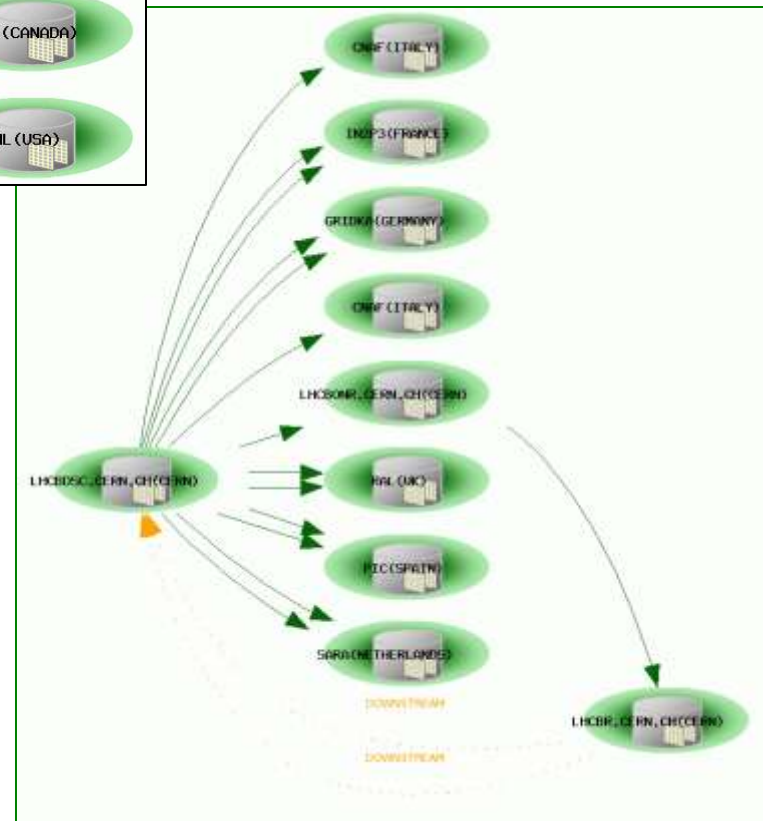 (CANADA)
(USA)
CNAF(ITALY)
IN2P3(FRANCE)
GRIDKA(GERMANY)
CNAF(ITALY)
LHCBONR.CERN.CH(CERN)
LHCBDSC.CERN.CH(CERN)
RAL(UK)
PIC(SPAIN)
SARA(NETHERLANDS)
DOWNSTREAM
LHCBR.CERN.CH(CERN)
DOWNSTREAM